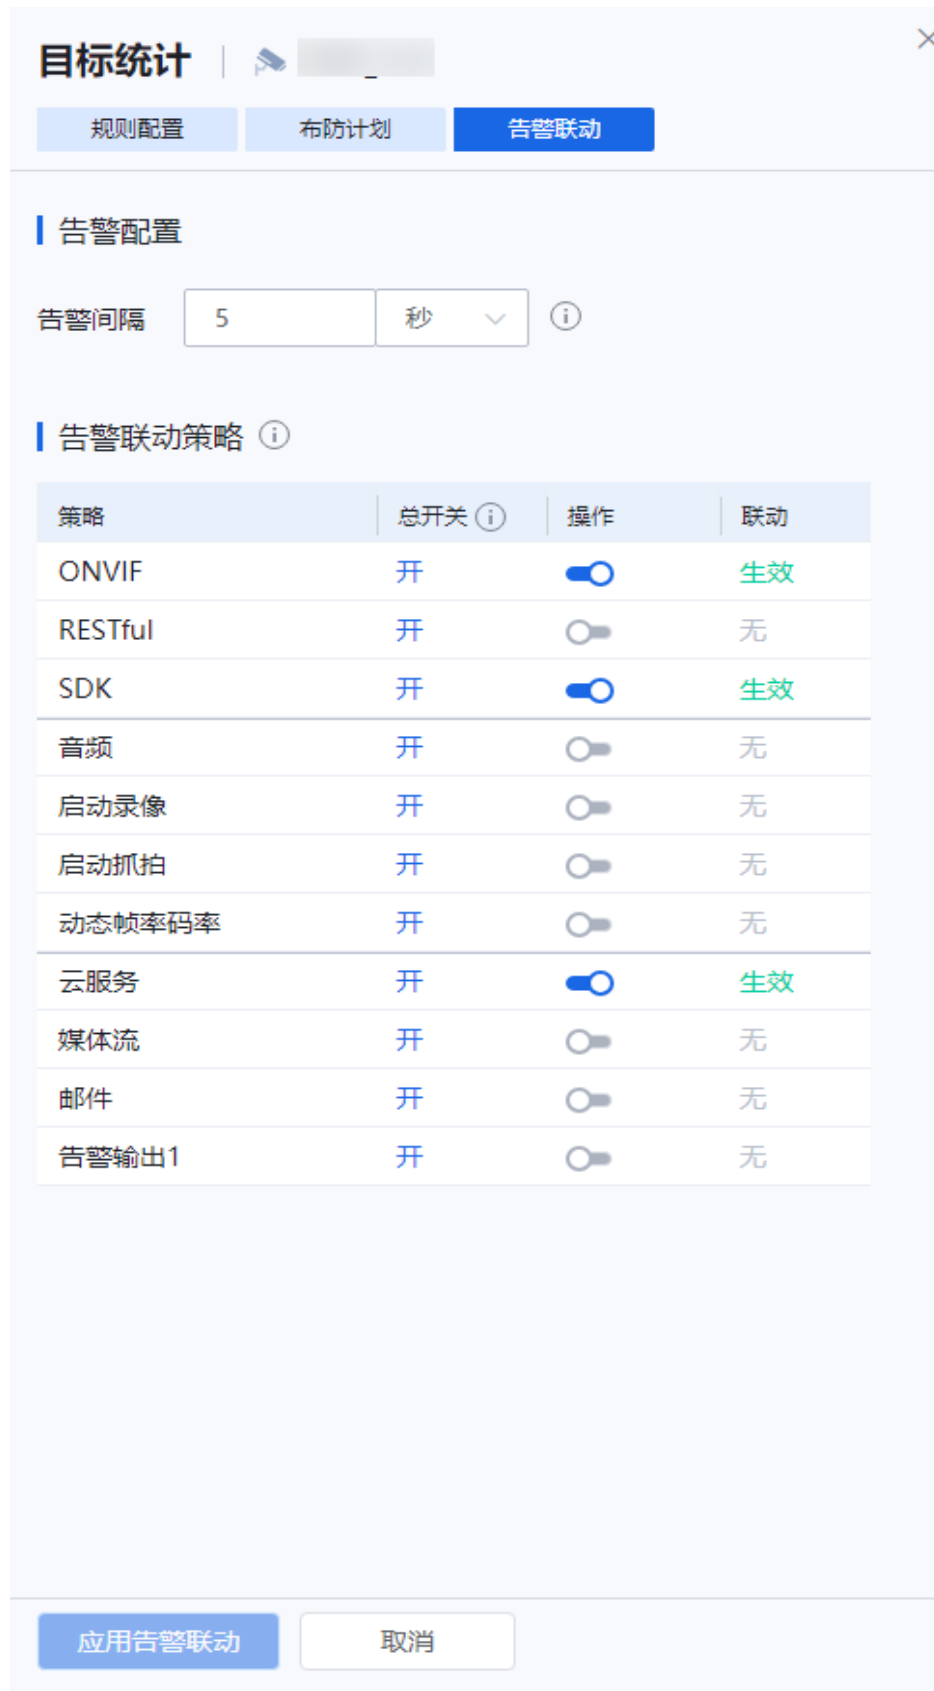 目标统计
规则配置 布防计划 告警联动
告警配置
告警间隔 5 秒
告警联动策略
策略 总开关 操作 联动
ONVIF 开 生效
RESTful 开 无
SDK 开 生效
音频 开 无
启动录像 开 无
启动抓拍 开 无
动态帧率码率 开 无
云服务 开 生效
媒体流 开 无
邮件 开 无
告警输出1 开 无
应用告警联动 取消